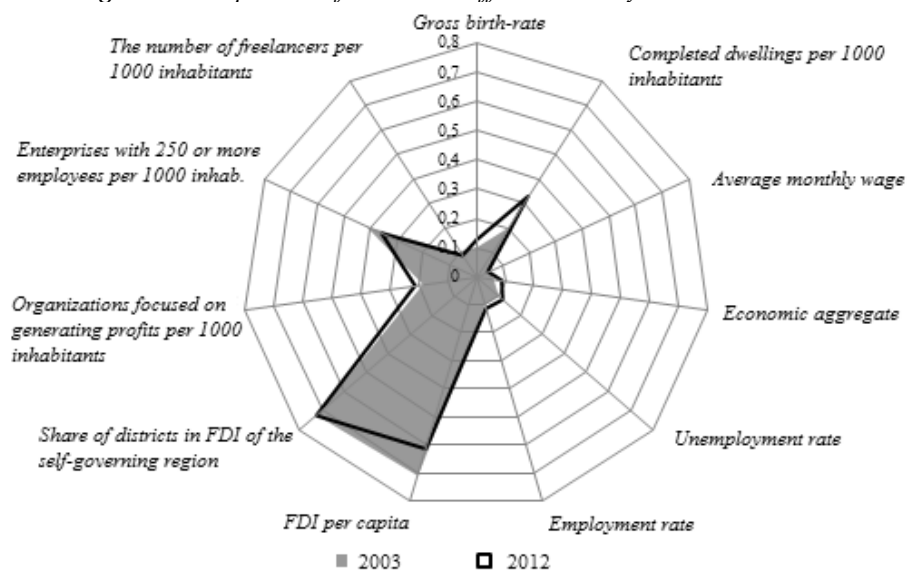 Gross birth-rate
The number of freelancers per
1000 inhabitants
Completed dwellings per 1000
inhabitants
Enterprises with 250 or more
employees per 1000 inhab.
Average monthly wage
Organizations focused on
generating profits per 1000
inhabitants
Economic aggregate
Share of districts in FDI of the
self-governing region
Unemployment rate
FDI per capita
Employment rate
0,8
0,7
0,6
0,5
0,4
0,3
0,2
0,1
0
2003
2012